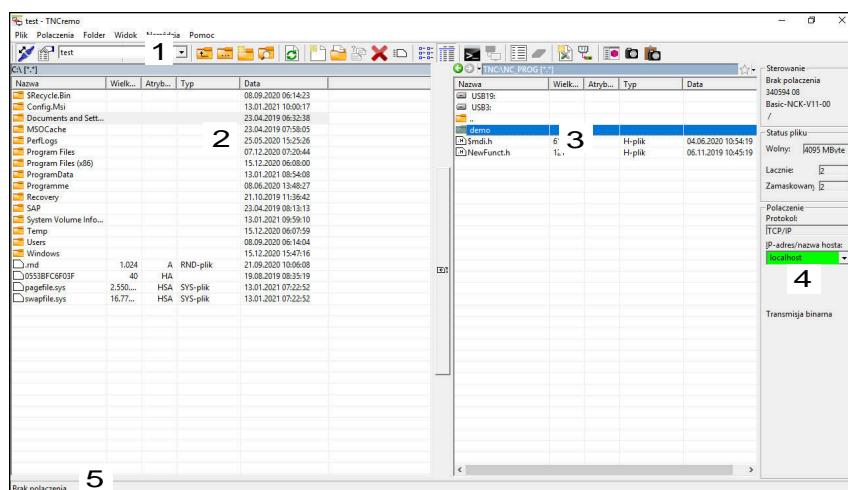 test - TNCremo
Plik Polaczenia Folder Widok Narzedzia Pomoc
test
1
C:\ [*.*]
Nazwa Wielk... Atryb... Typ Data
$Recycle.Bin 08.09.2020 06:14:23
Config.Msi 13.01.2021 10:00:17
Documents and Sett... 23.04.2019 06:32:38
MSOCache 23.04.2019 07:58:05
PerfLogs 25.05.2020 15:25:26
Program Files 07.12.2020 07:20:44
Program Files (x86) 15.12.2020 06:08:00
ProgramData 13.01.2021 08:54:08
Programme 08.06.2020 13:48:27
Recovery 21.10.2019 11:36:42
SAP 23.04.2019 08:13:13
System Volume Info... 13.01.2021 09:59:10
Temp 15.12.2020 06:07:59
Users 08.09.2020 06:14:04
Windows 15.12.2020 15:47:16
.rnd 1.024 A RND-plik 21.09.2020 10:06:08
0553BFC6F03F 40 HA 19.08.2019 08:35:19
pagefile.sys 2.550.... HSA SYS-plik 13.01.2021 07:22:52
swapfile.sys 16.77... HSA SYS-plik 13.01.2021 07:22:52
2
TNC:\NC_PROG [*.*]
Nazwa Wielk... Atryb... Typ Data
USB19:
USB3:
..
demo
$mdi.h H-plik 04.06.2020 10:54:19
NewFunct.h H-plik 06.11.2019 10:45:19
3
Sterowanie
Brak polaczenia
340594 08
Basic-NCK-V11-00
/
Status pliku
Wolny: 4095 MByte
Lacznie: 2
Zamaskowany 2
Polaczenie
Protokol:
TCP/IP
IP-adres/nazwa hosta:
localhost
4
Transmisja binarna
5
Brak polaczenia